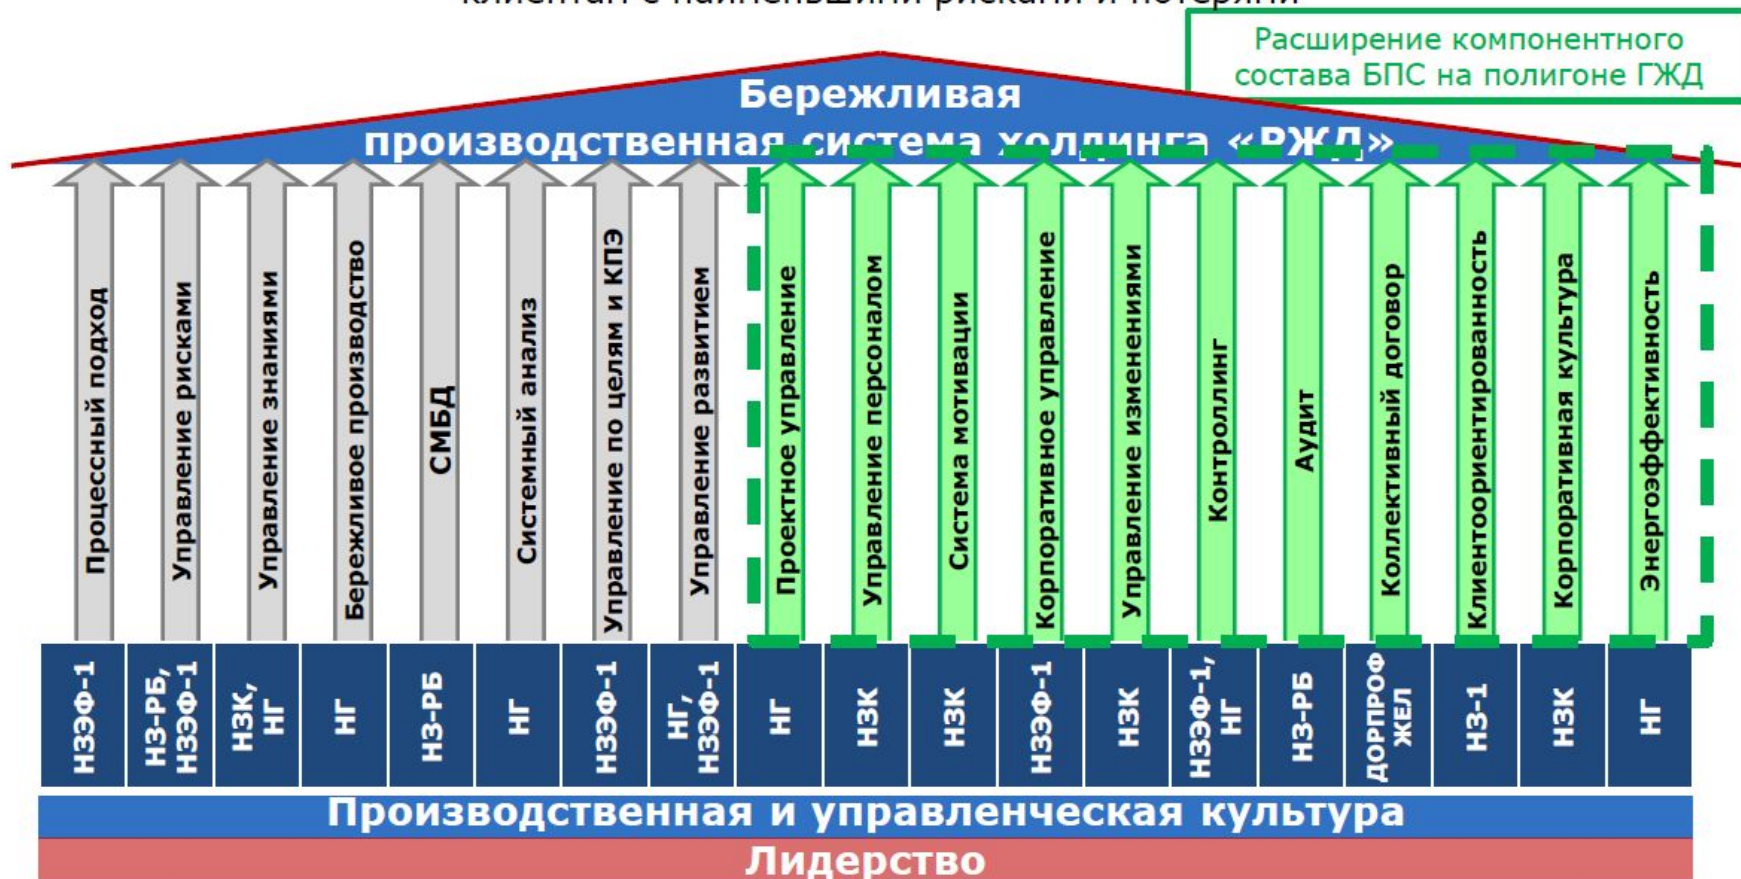 клиентам с наименьшими рисками и потерями
Расширение компонентного
состава БПС на полигоне ГЖД
Бережливая
производственная система холдинга «РЖД»
Процессный подход
Управление рисками
Управление знаниями
Бережливое производство
СМБД
Системный анализ
Управление по целям и КПЭ
Управление развитием
Проектное управление
Управление персоналом
Система мотивации
Корпоративное управление
Управление изменениями
Контроллинг
Аудит
Коллективный договор
Клиентоориентированность
Корпоративная культура
Энергоэффективность
НЗЭФ-1
НЗ-РБ,
НЗЭФ-1
НЗК,
НГ
НГ
НЗ-РБ
НГ
НЗЭФ-1
НГ,
НЗЭФ-1
НГ
НЗК
НЗК
НЗЭФ-1
НЗК
НЗЭФ-1,
НГ
НЗ-РБ
ДОРПРОФ
ЖЕЛ
НЗ-1
НЗК
НГ
Производственная и управленческая культура
Лидерство